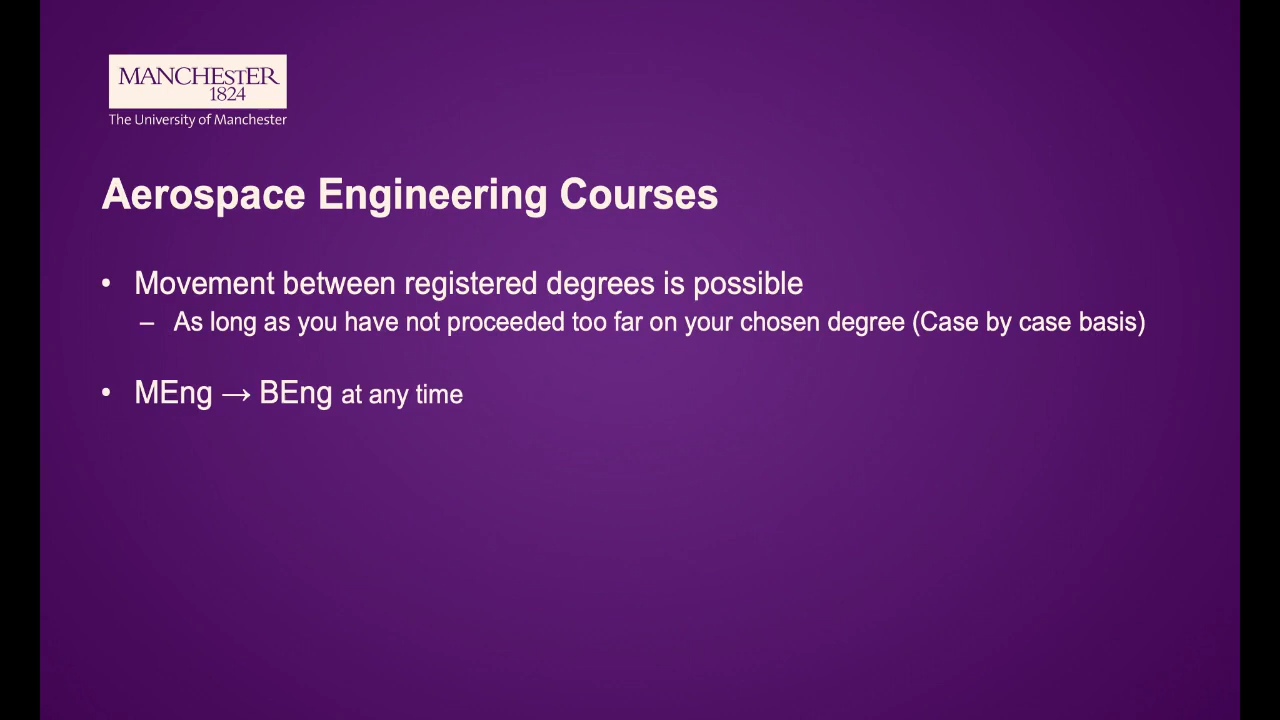 MANCHESTER
1824
The University of Manchester
Aerospace Engineering Courses
• Movement between registered degrees is possible
– As long as you have not proceeded too far on your chosen degree (Case by case basis)
• MEng → BEng at any time